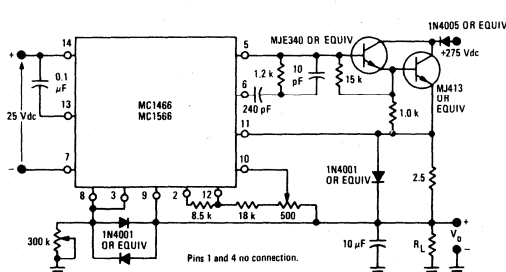 1N4005 OR EQUIV
MJE340 OR EQUIV
+275 Vdc
+
14
5
0.1
µF
1.2 k
10
pF
15 k
MJ413
OR
EQUIV
6
240 pF
25 Vdc
13
MC1466
MC1566
1.0 k
11
7
10
1N4001
OR EQUIV
2.5
–
8
3
9
2
12
8.5 k
18 k
500
300 k
1N4001
OR EQUIV
10 µF
RL
+
Vo
–
Pins 1 and 4 no connection.